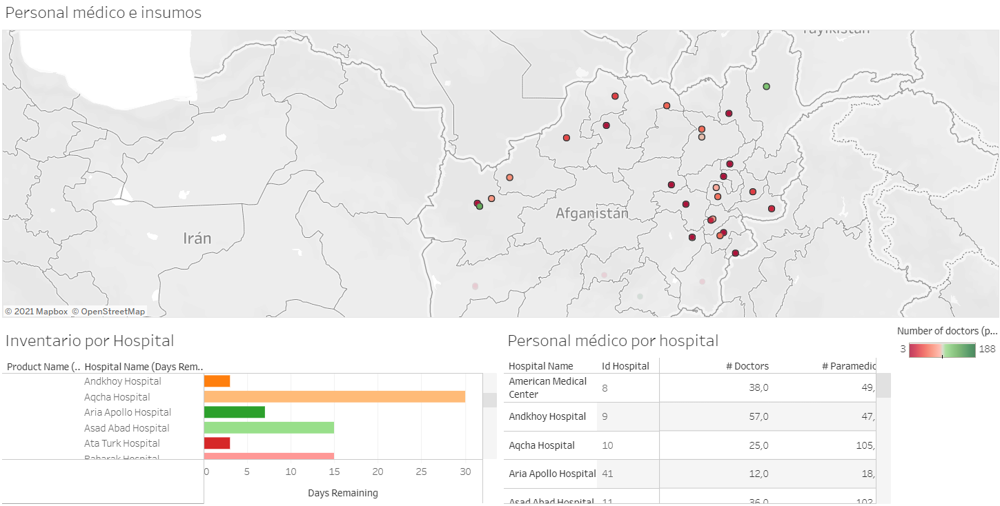 Personal médico e insumos
Tayikistán
Afganistán
Irán
© 2021 Mapbox © OpenStreetMap
Number of doctors (p...
3 188
Inventario por Hospital
Product Name (.. Hospital Name (Days Rem..
Andkhoy Hospital
Aqcha Hospital
Aria Apollo Hospital
Asad Abad Hospital
Ata Turk Hospital
Baharak Hospital
0 5 10 15 20 25 30
Days Remaining
Personal médico por hospital
Hospital Name Id Hospital # Doctors # Paramedic
American Medical
Center 8 38,0 49,
Andkhoy Hospital 9 57,0 47,
Aqcha Hospital 10 25,0 105,
Aria Apollo Hospital 41 12,0 18,
Asad Abad Hospital 11 36,0 102